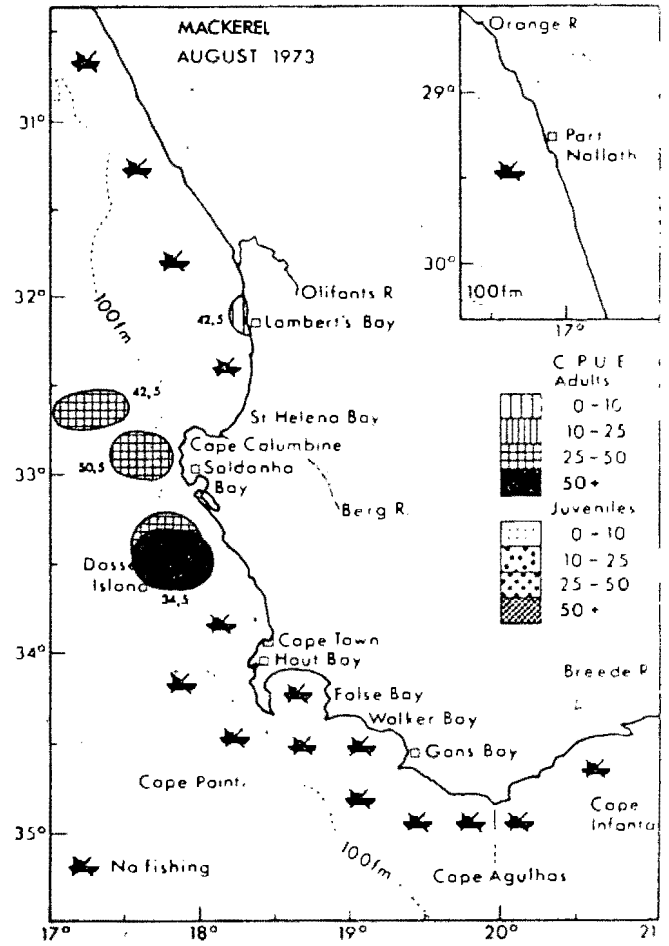 MACKEREL
AUGUST 1973
Orange R
29°
Port
Nolloth
30°
100fm
17°
31°
32°
33°
34°
35°
100fm
Olifants R
42,5
Lambert's Bay
42,5
St Helena Bay
Cape Columbine
50,5
Saldanha
Bay
Berg R.
Dasse
Island
34,5
Cape Town
Hout Bay
False Bay
Walker Bay
Gans Bay
Breede R
Cape Point.
Cape
Infanta
100fm
Cape Agulhas
No fishing
C P U E
Adults
0 - 10
10 - 25
25 - 50
50 +
Juveniles
0 - 10
10 - 25
25 - 50
50 +
17°
18°
19°
20°
21